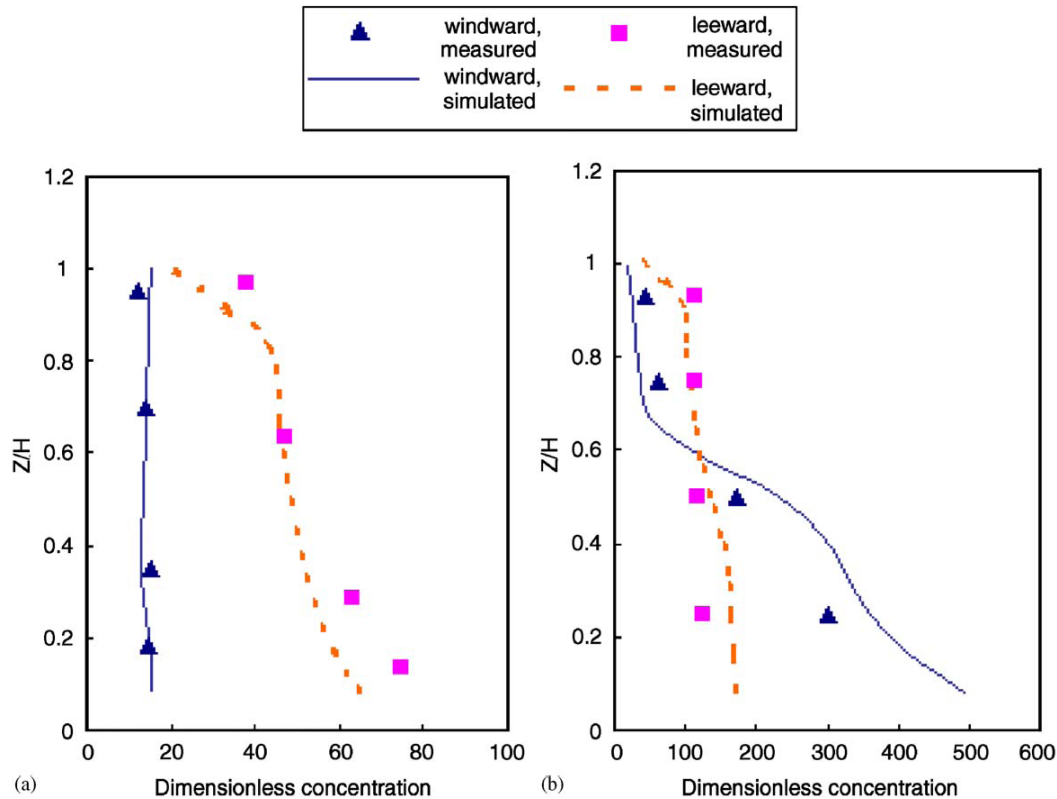 windward,
measured
leeward,
measured
windward,
simulated
leeward,
simulated
1.2
1
0.8
0.6
0.4
0.2
0
Z/H
0 20 40 60 80 100
(a) Dimensionless concentration
1.2
1
0.8
0.6
0.4
0.2
0
Z/H
0 100 200 300 400 500 600
(b) Dimensionless concentration